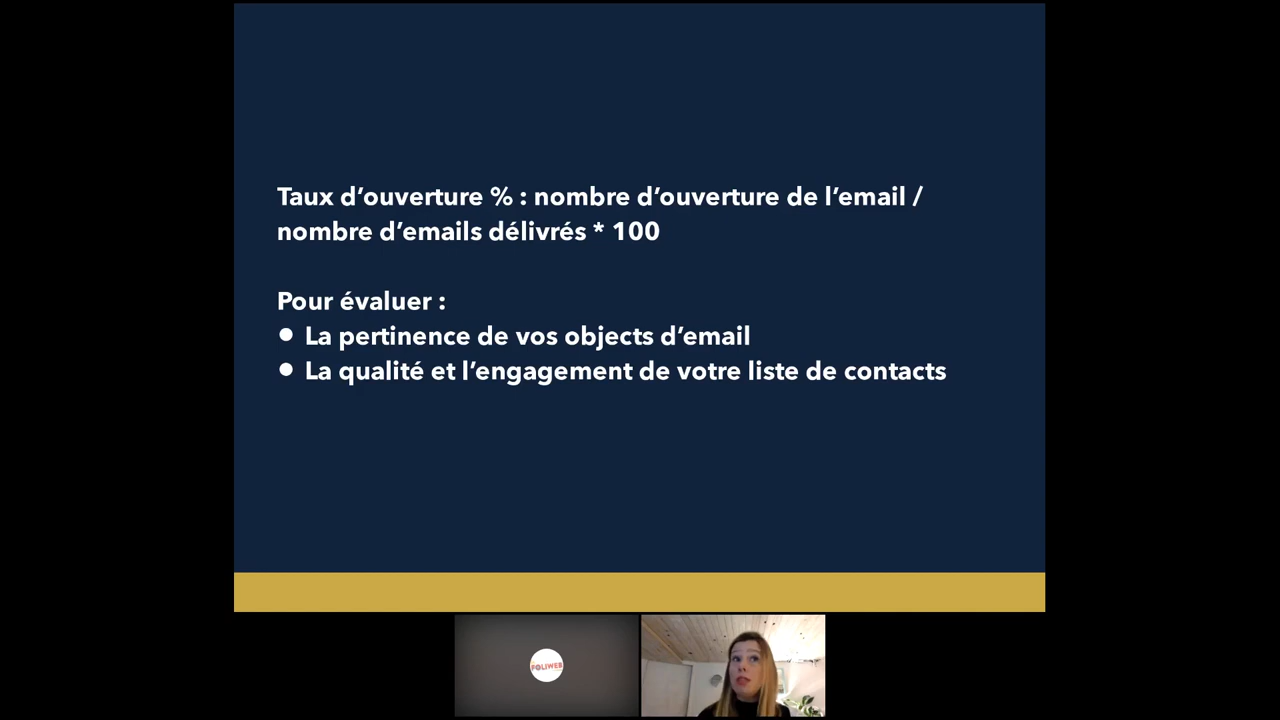 Taux d’ouverture % : nombre d’ouverture de l’email /
nombre d’emails délivrés * 100
Pour évaluer :
● La pertinence de vos objects d’email
● La qualité et l’engagement de votre liste de contacts
FOLIWEB